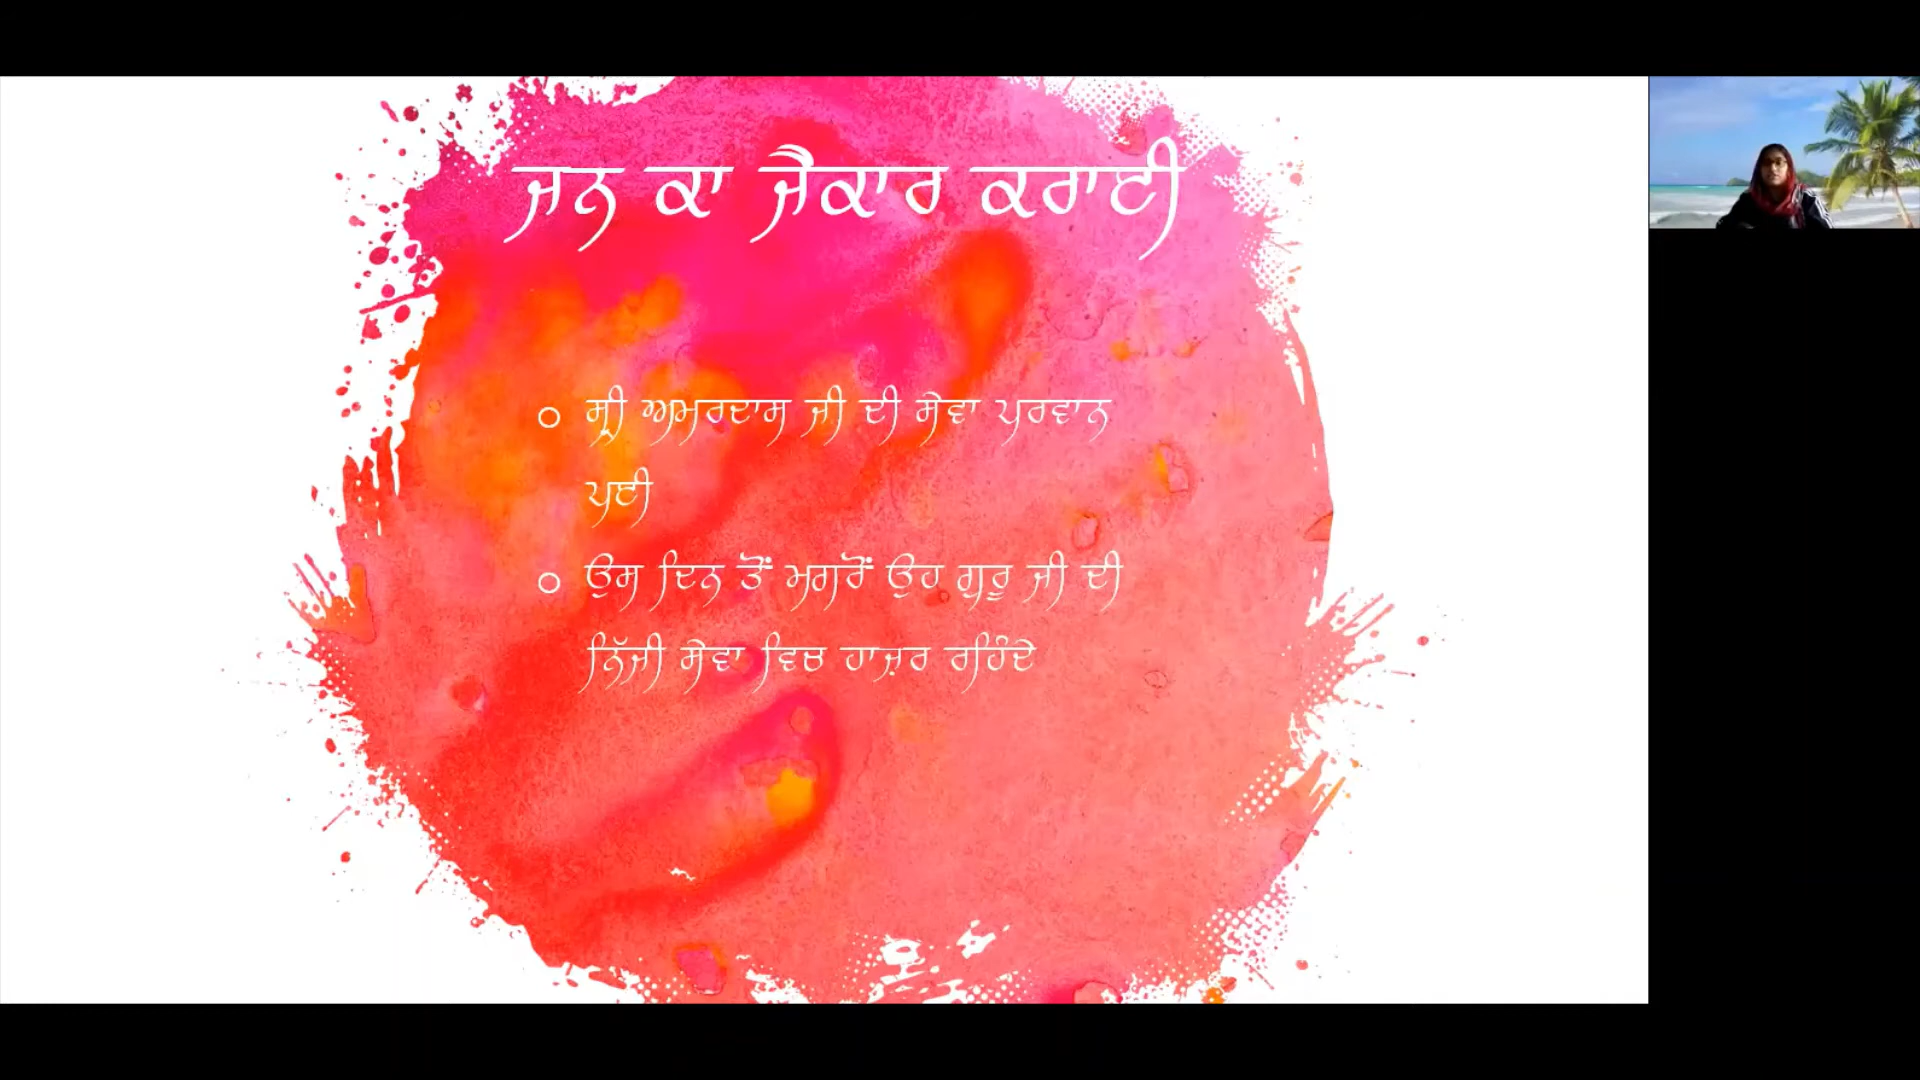 ਜਨ ਕਾ ਜੈਕਾਰ ਕਰਾਈ
ਸ੍ਰੀ ਅਮਰਦਾਸ ਜੀ ਦੀ ਸੇਵਾ ਪਰਵਾਨ
ਪਈ
ਉਸ ਦਿਨ ਤੋਂ ਮਗਰੋਂ ਉਹ ਗੁਰੂ ਜੀ ਦੀ
ਨਿੱਜੀ ਸੇਵਾ ਵਿਚ ਹਾਜ਼ਰ ਰਹਿੰਦੇ